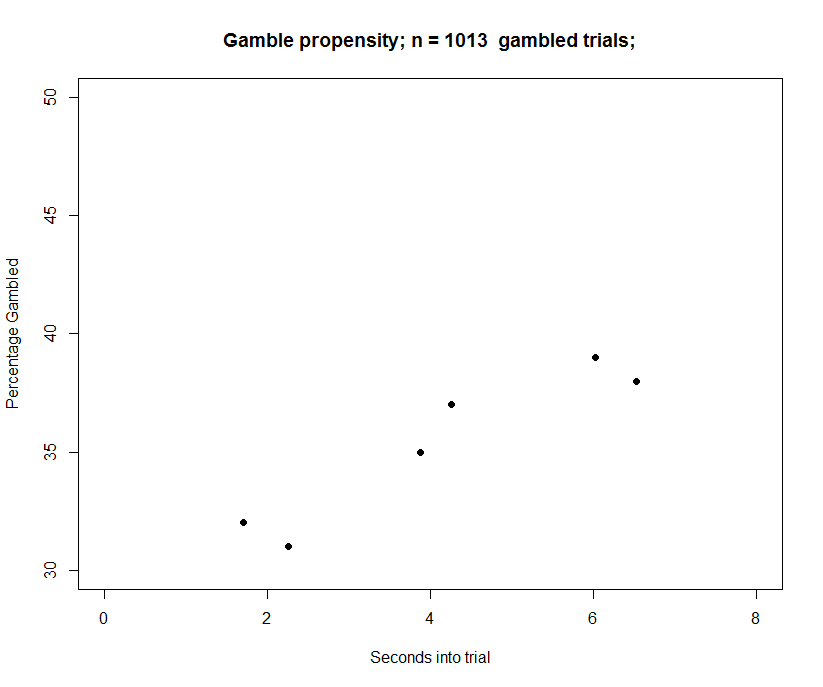 Gamble propensity; n = 1013  gambled trials;
Percentage Gambled
50
45
40
35
30
0 2 4 6 8
Seconds into trial